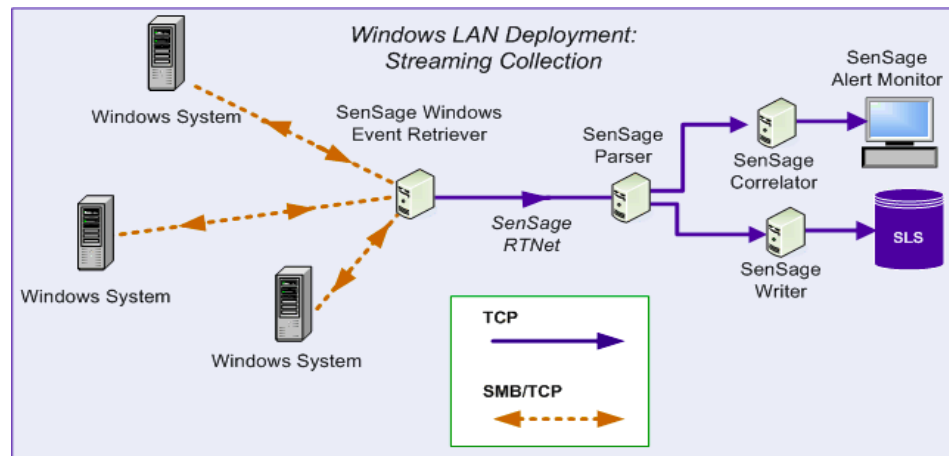 Windows LAN Deployment:
Streaming Collection
Windows System
SenSage Windows
Event Retriever
SenSage
Parser
SenSage
Alert Monitor
SenSage
Correlator
Windows System
SenSage
RTNet
SenSage
Writer
SLS
Windows System
TCP
SMB/TCP